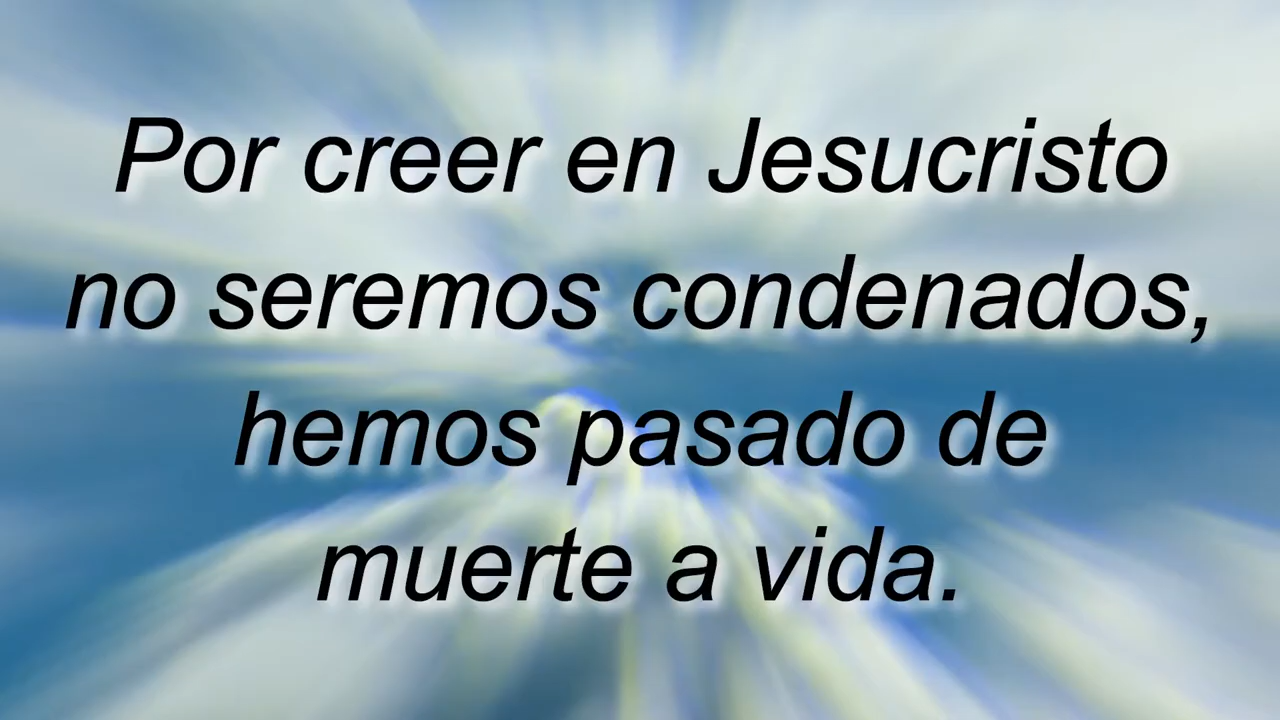 Por creer en Jesucristo
no seremos condenados,
hemos pasado de
muerte a vida.